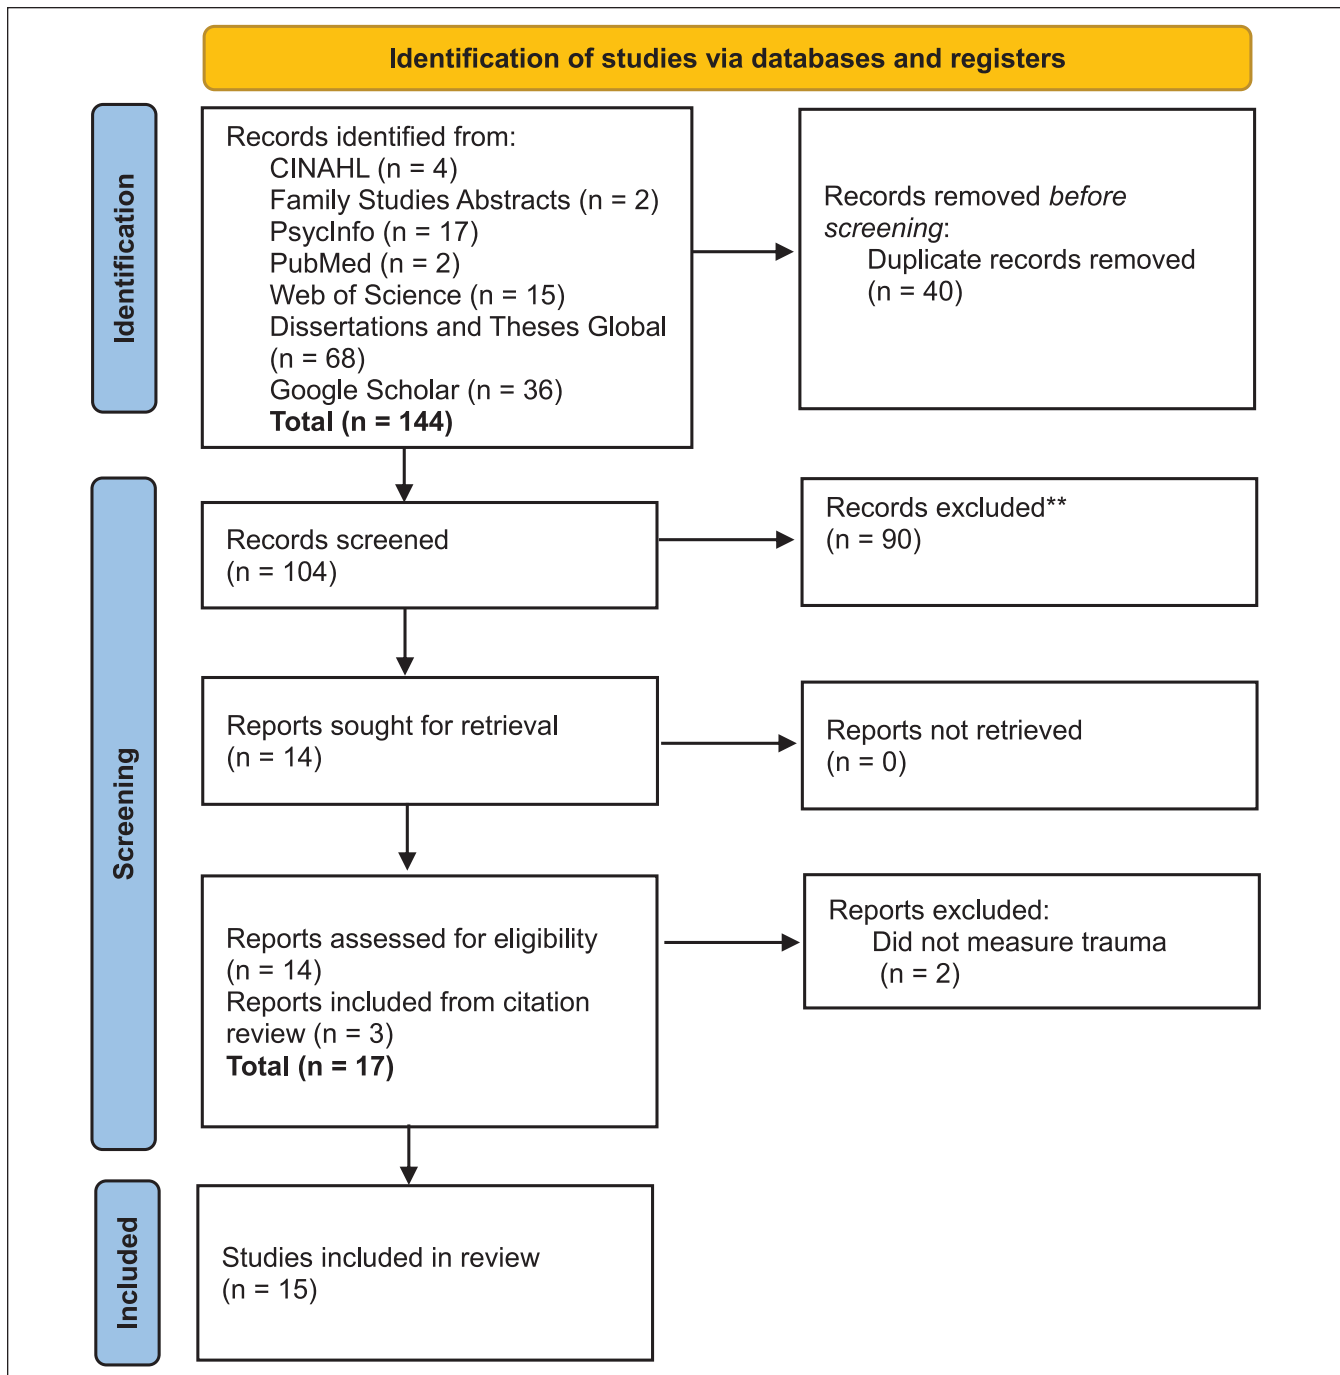 Identification of studies via databases and registers
Identification
Records identified from:
CINAHL (n = 4)
Family Studies Abstracts (n = 2)
PsycInfo (n = 17)
PubMed (n = 2)
Web of Science (n = 15)
Dissertations and Theses Global
(n = 68)
Google Scholar (n = 36)
Total (n = 144)
Records removed before
screening:
Duplicate records removed
(n = 40)
Screening
Records screened
(n = 104)
Records excluded**
(n = 90)
Reports sought for retrieval
(n = 14)
Reports not retrieved
(n = 0)
Reports assessed for eligibility
(n = 14)
Reports included from citation
review (n = 3)
Total (n = 17)
Reports excluded:
Did not measure trauma
(n = 2)
Included
Studies included in review
(n = 15)